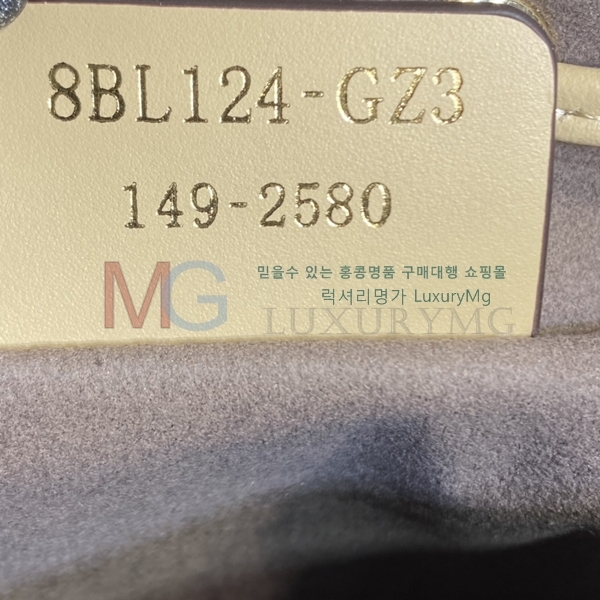 8BL124-GZ3
149-2580
MG
믿을수 있는 홍콩명품 구매대행 쇼핑몰
럭셔리명가 LuxuryMg
LUXURYMG